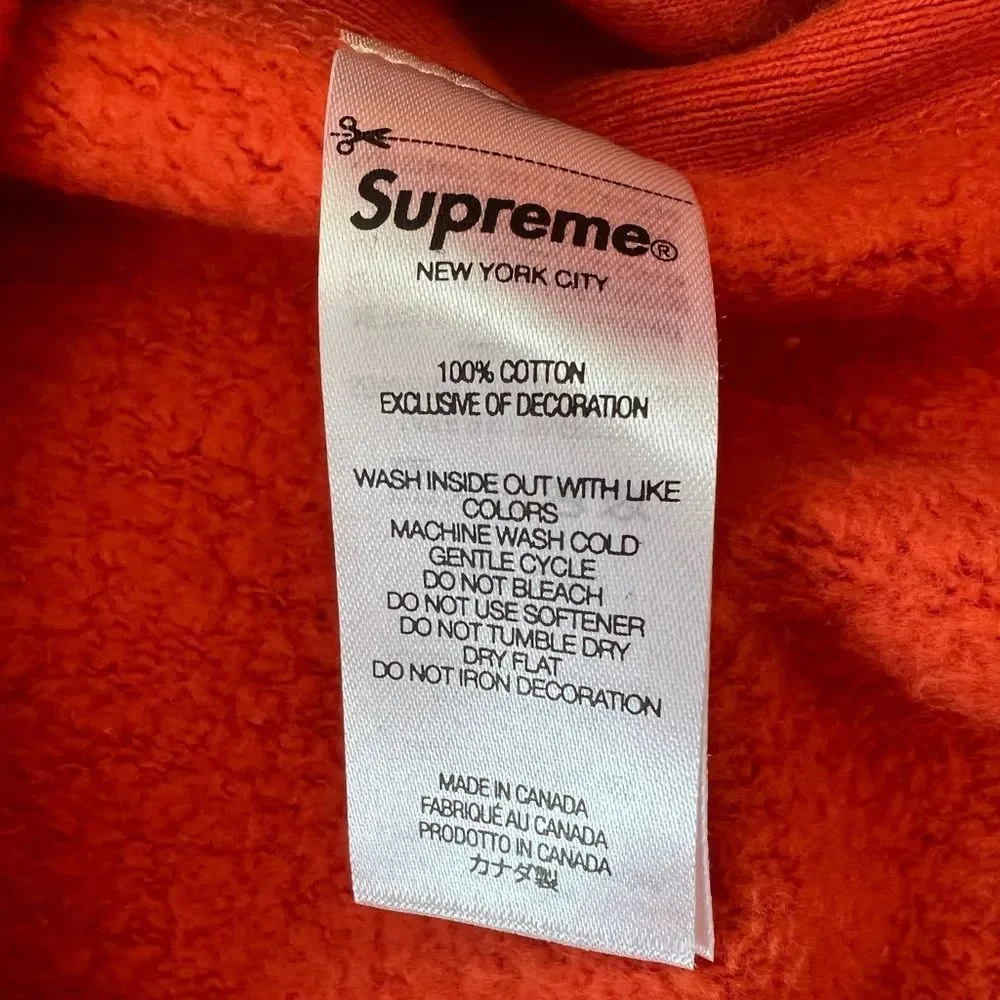 Supreme®
NEW YORK CITY
100% COTTON
EXCLUSIVE OF DECORATION
WASH INSIDE OUT WITH LIKE
COLORS
MACHINE WASH COLD
GENTLE CYCLE
DO NOT BLEACH
DO NOT USE SOFTENER
DO NOT TUMBLE DRY
DRY FLAT
DO NOT IRON DECORATION
MADE IN CANADA
FABRIQUÉ AU CANADA
PRODOTTO IN CANADA
カナダ製